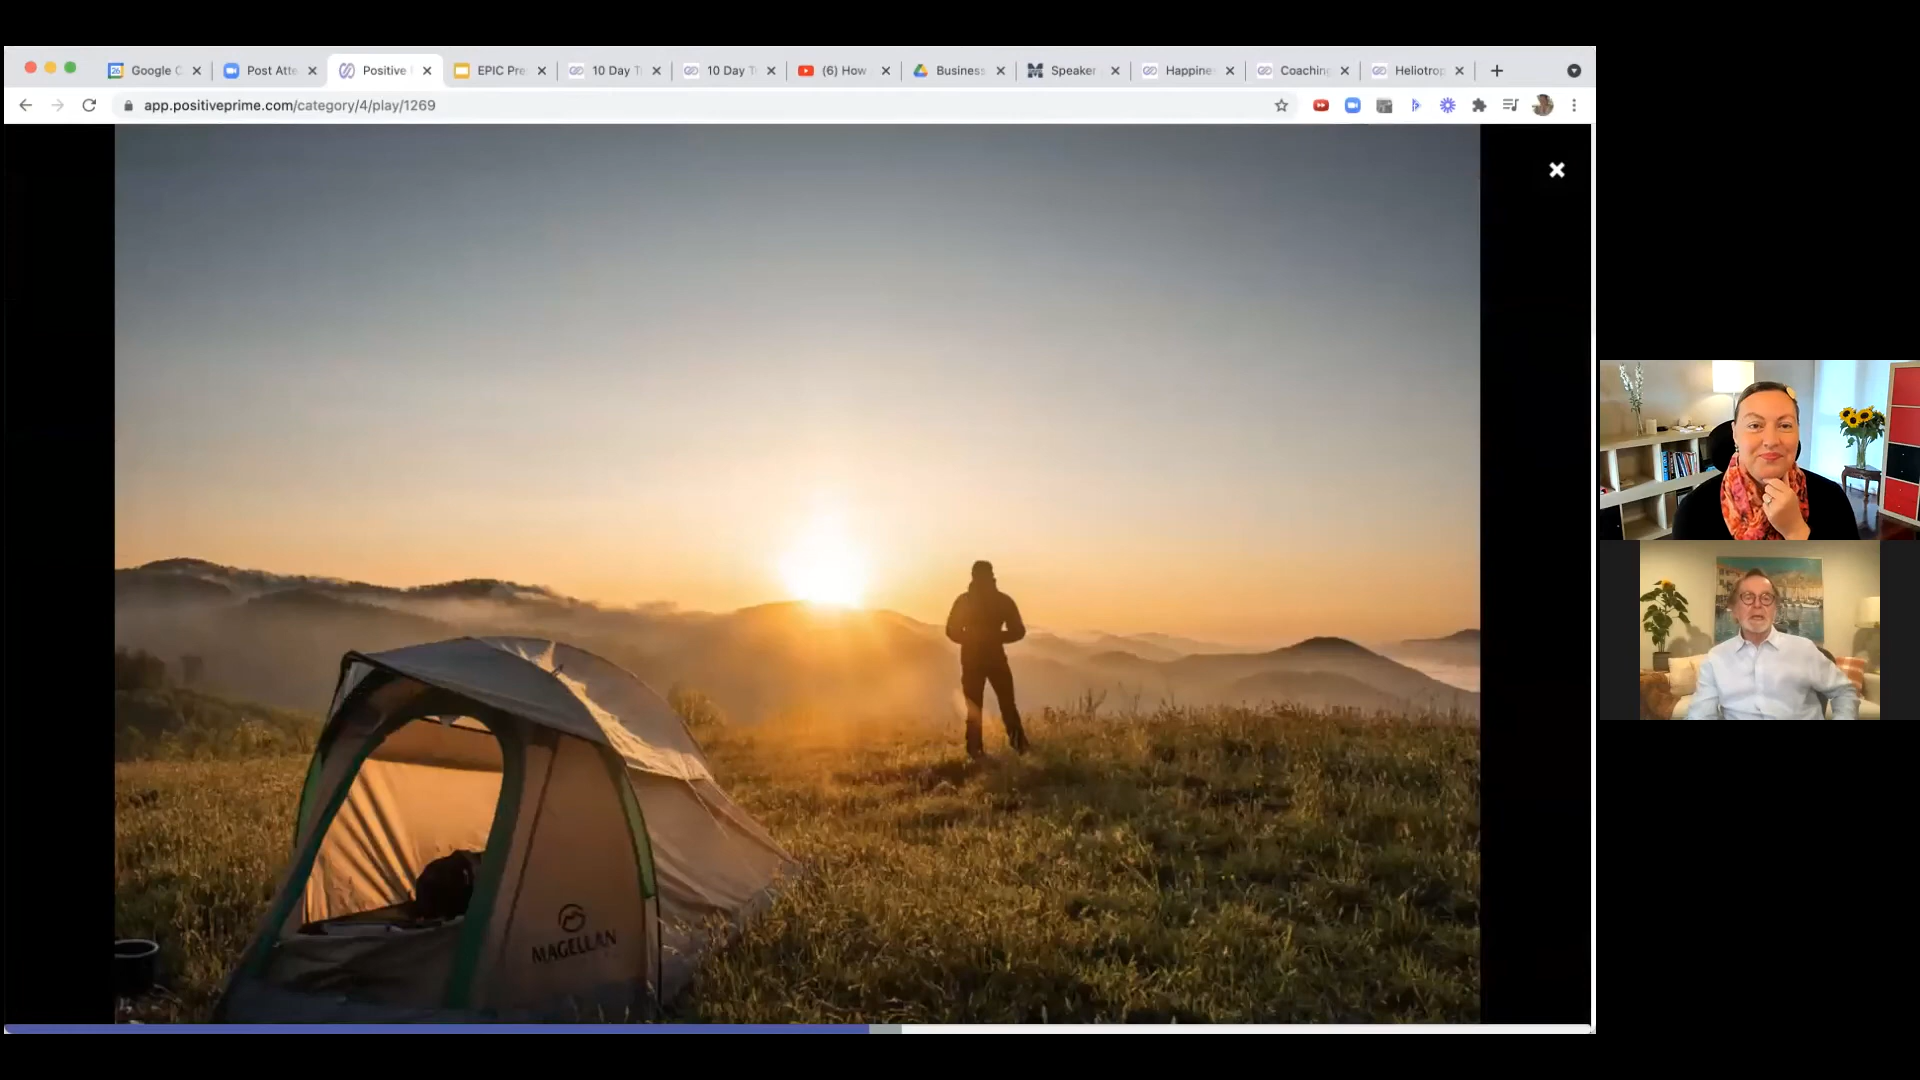 Google C
Post Atte
Positive
EPIC Pre
10 Day T
10 Day T
(6) How
Business
Speaker
Happine
Coaching
Heliotrop
app.positiveprime.com/category/4/play/1269
MAGELLAN